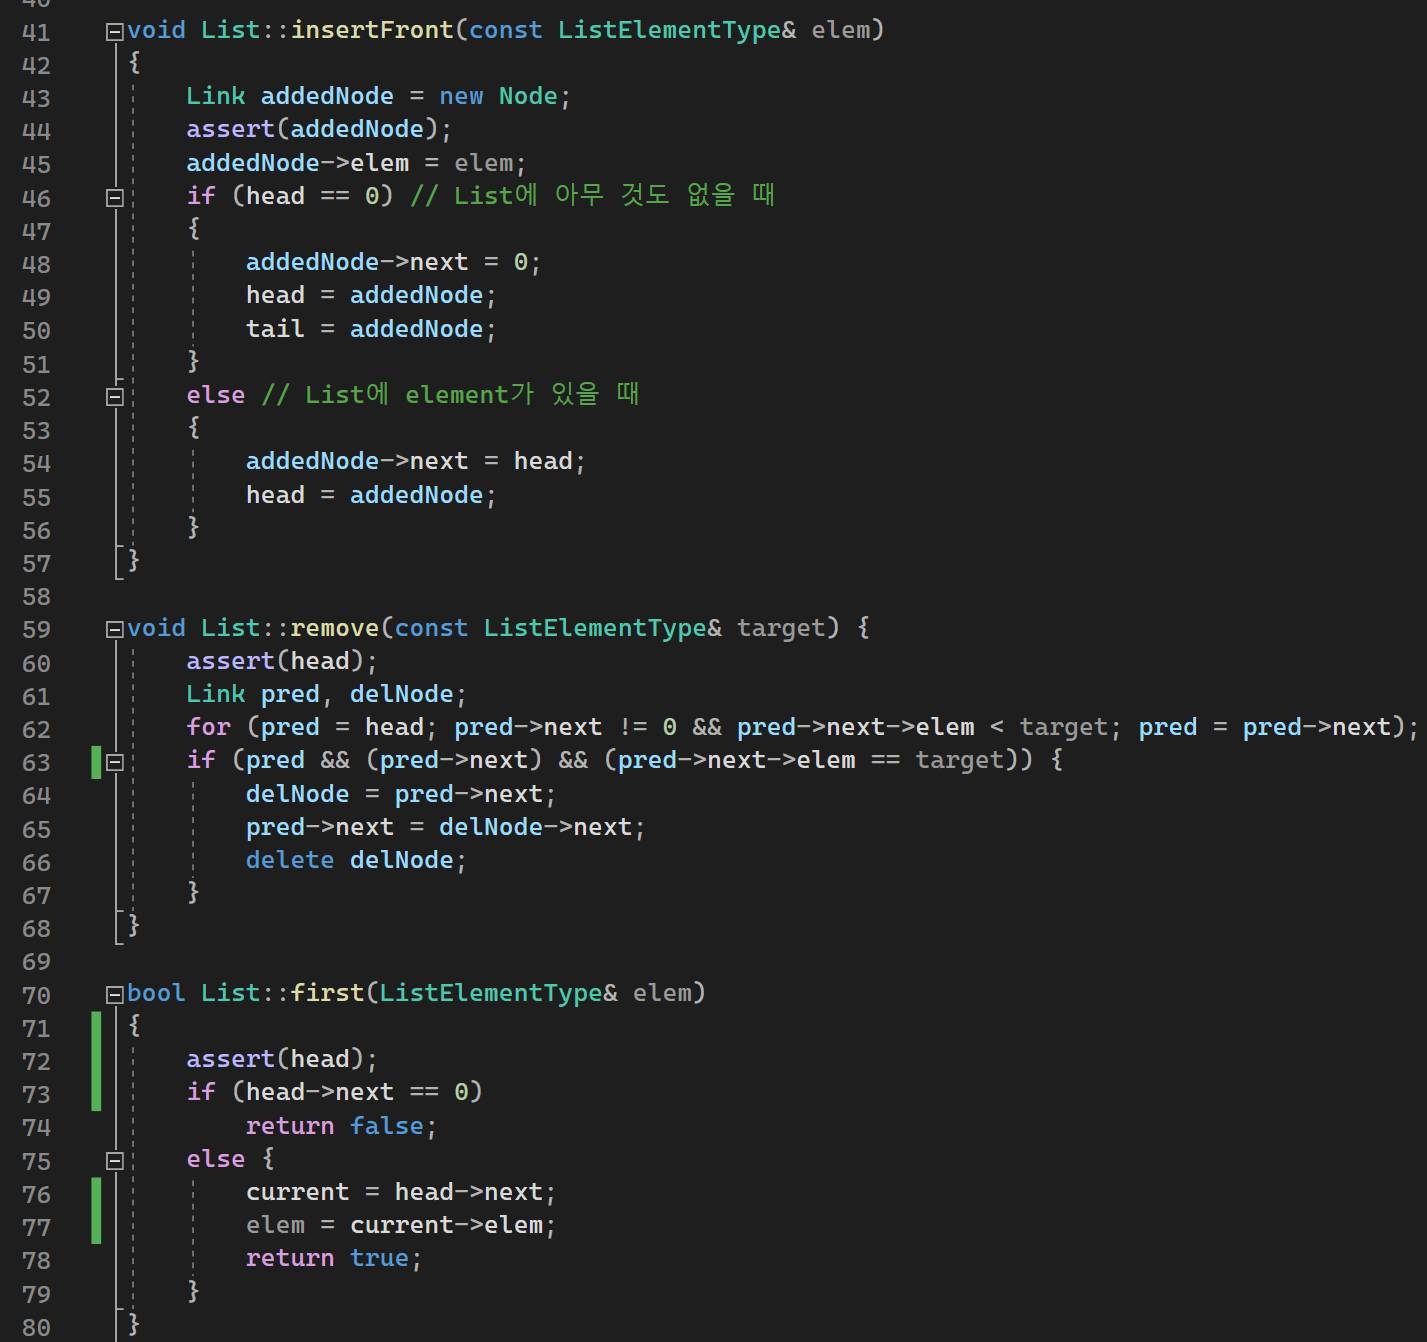 40
41 void List::insertFront(const ListElementType& elem)
42 {
43 Link addedNode = new Node;
44 assert(addedNode);
45 addedNode->elem = elem;
46 if (head == 0) // List에 아무 것도 없을 때
47 {
48 addedNode->next = 0;
49 head = addedNode;
50 tail = addedNode;
51 }
52 else // List에 element가 있을 때
53 {
54 addedNode->next = head;
55 head = addedNode;
56 }
57 }
58
59 void List::remove(const ListElementType& target) {
60 assert(head);
61 Link pred, delNode;
62 for (pred = head; pred->next != 0 && pred->next->elem < target; pred = pred->next);
63 if (pred && (pred->next) && (pred->next->elem == target)) {
64 delNode = pred->next;
65 pred->next = delNode->next;
66 delete delNode;
67 }
68 }
69
70 bool List::first(ListElementType& elem)
71 {
72 assert(head);
73 if (head->next == 0)
74 return false;
75 else {
76 current = head->next;
77 elem = current->elem;
78 return true;
79 }
80 }